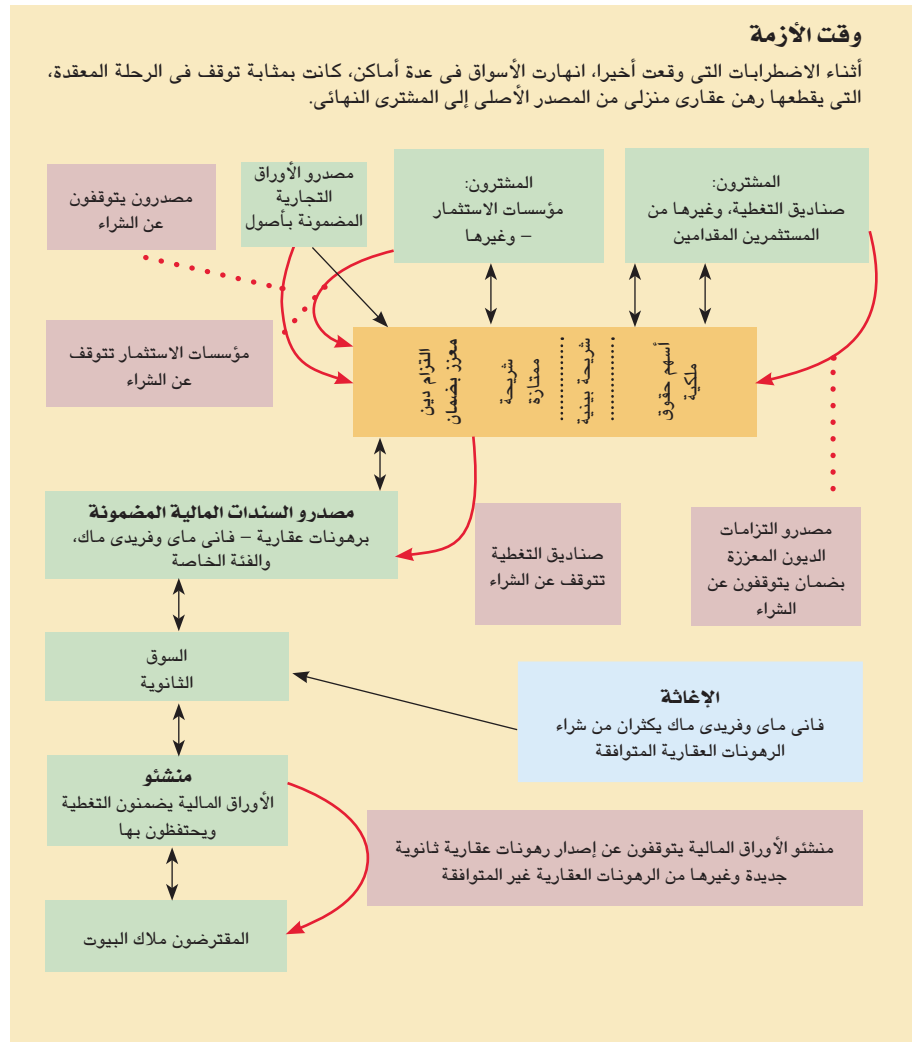 وقت الأزمة
أثناء الاضطرابات التى وقعت أخيرا، انهارت الأسواق فى عدة أماكن، كانت بمثابة توقف فى الرحلة المعقدة،
التى يقطعها رهن عقارى منزلى من المصدر الأصلى إلى المشترى النهائى.
المشترون:
صناديق التغطية، وغيرها من
المستثمرين المقدامين
المشترون:
مؤسسات الاستثمار
– وغيرها
مصدرو الأوراق
التجارية
المضمونة بأصول
مصدرون يتوقفون
عن الشراء
مؤسسات الاستثمار تتوقف
عن الشراء
أسهم حقوق
ملكية
شريحة بينية
شريحة
ممتازة
التزام دين
معزز بضمان
مصدرو السندات المالية المضمونة
برهونات عقارية – فانى ماى وفريدى ماك،
والفئة الخاصة
صناديق التغطية
تتوقف عن الشراء
مصدرو التزامات
الديون المعززة
بضمان يتوقفون عن
الشراء
السوق
الثانوية
الإغاثة
فانى ماى وفريدى ماك يكثران من شراء
الرهونات العقارية المتوافقة
منشئو
الأوراق المالية يضمنون التغطية
ويحتفظون بها
منشئو الأوراق المالية يتوقفون عن إصدار رهونات عقارية ثانوية
جديدة وغيرها من الرهونات العقارية غير المتوافقة
المقترضون ملاك البيوت